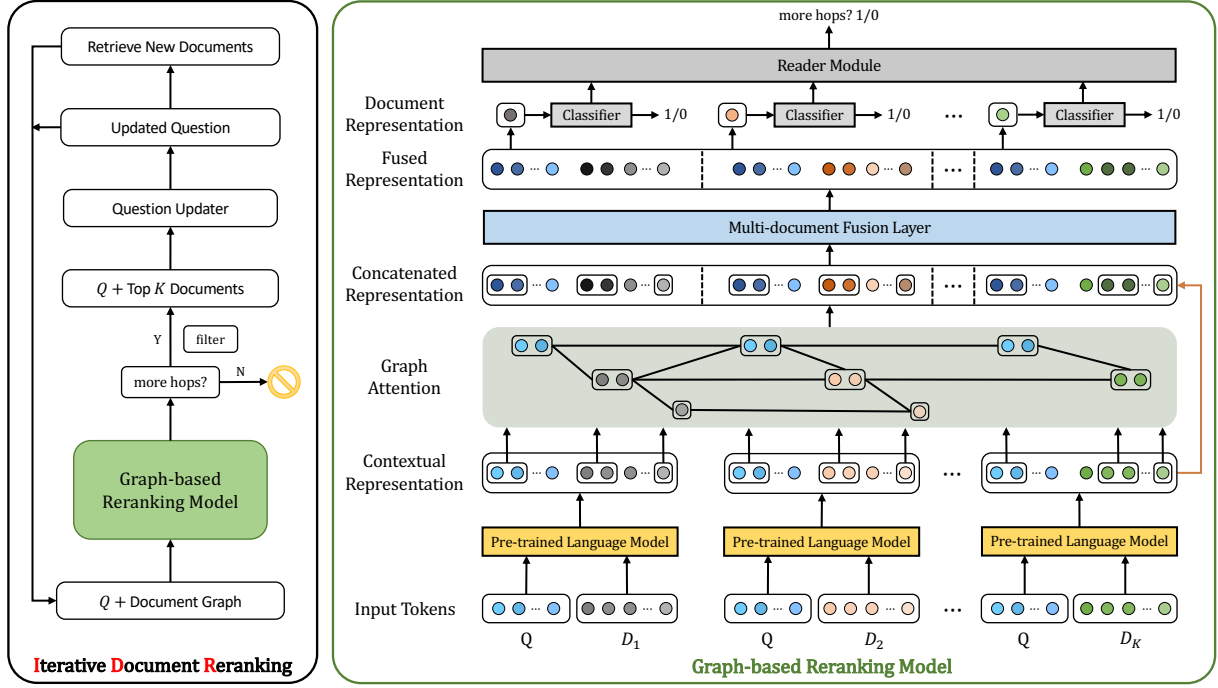 Retrieve New Documents
Updated Question
Question Updater
Q + Top K Documents
Y
filter
more hops?
N
Graph-based
Reranking Model
Q + Document Graph
Iterative Document Reranking
more hops? 1/0
Reader Module
Document
Representation
Classifier
1/0
Classifier
1/0
...
Classifier
1/0
Fused
Representation
... ... ... ... ... ... ...
Multi-document Fusion Layer
Concatenated
Representation
... ... ... ... ... ... ...
Graph
Attention
Contextual
Representation
... ... ... ... ... ... ...
Pre-trained Language Model
Pre-trained Language Model
Pre-trained Language Model
Input Tokens
... ... ... ... ... ... ...
Q
D1
Q
D2
Q
DK
Graph-based Reranking Model